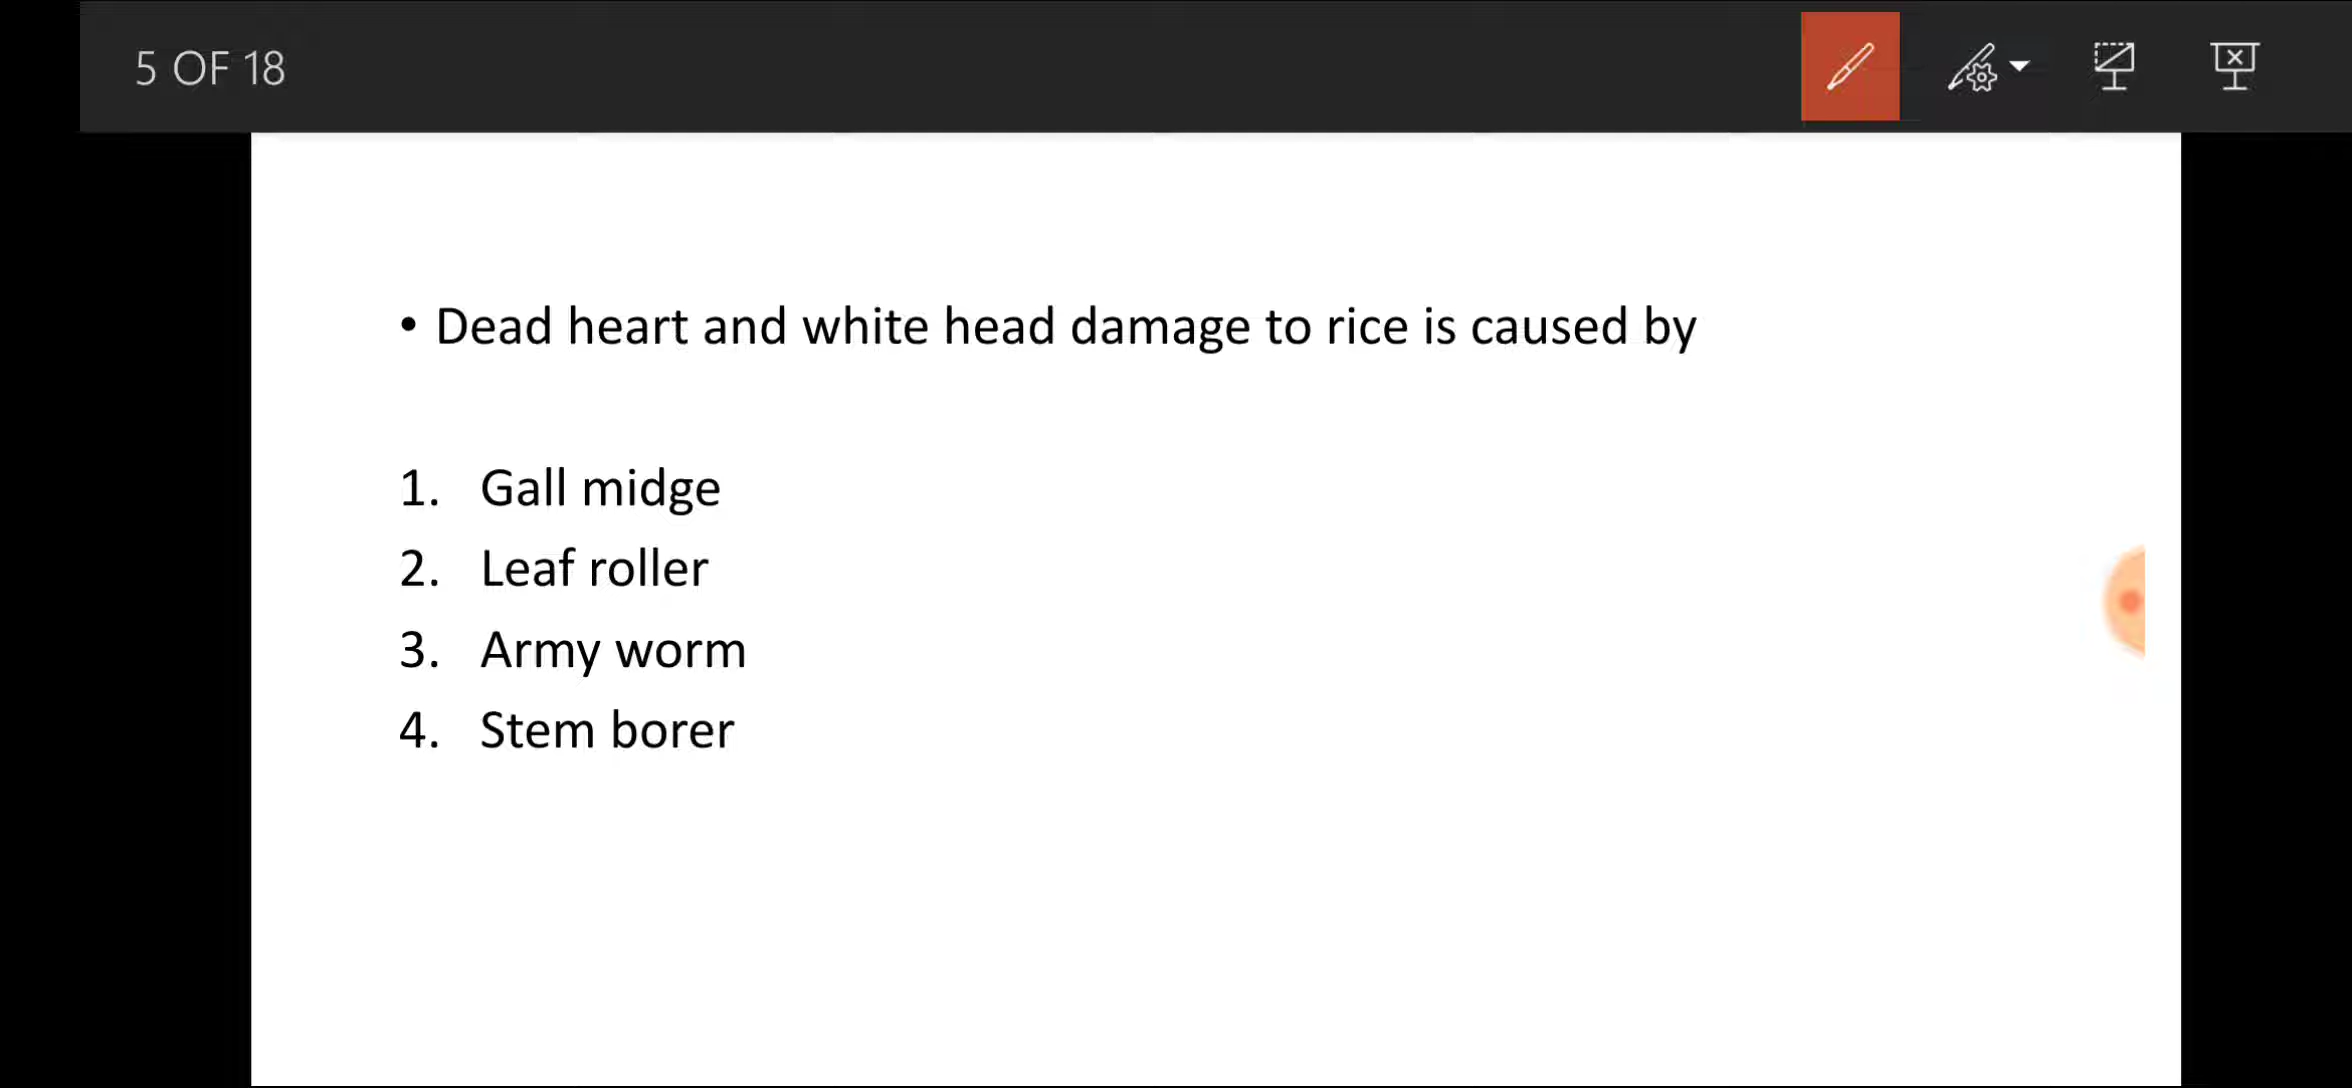 5 OF 18
• Dead heart and white head damage to rice is caused by
1. Gall midge
2. Leaf roller
3. Army worm
4. Stem borer